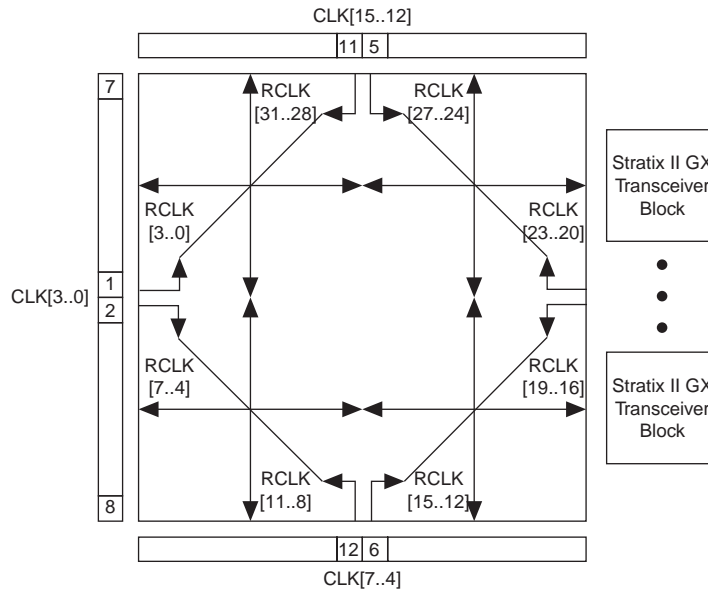 CLK[15..12]
11 5
7
RCLK
[31..28]
RCLK
[27..24]
Stratix II GX
Transceiver
Block
RCLK
[3..0]
RCLK
[23..20]
1
CLK[3..0]
2
RCLK
[7..4]
RCLK
[19..16]
Stratix II GX
Transceiver
Block
RCLK
[11..8]
RCLK
[15..12]
8
12 6
CLK[7..4]